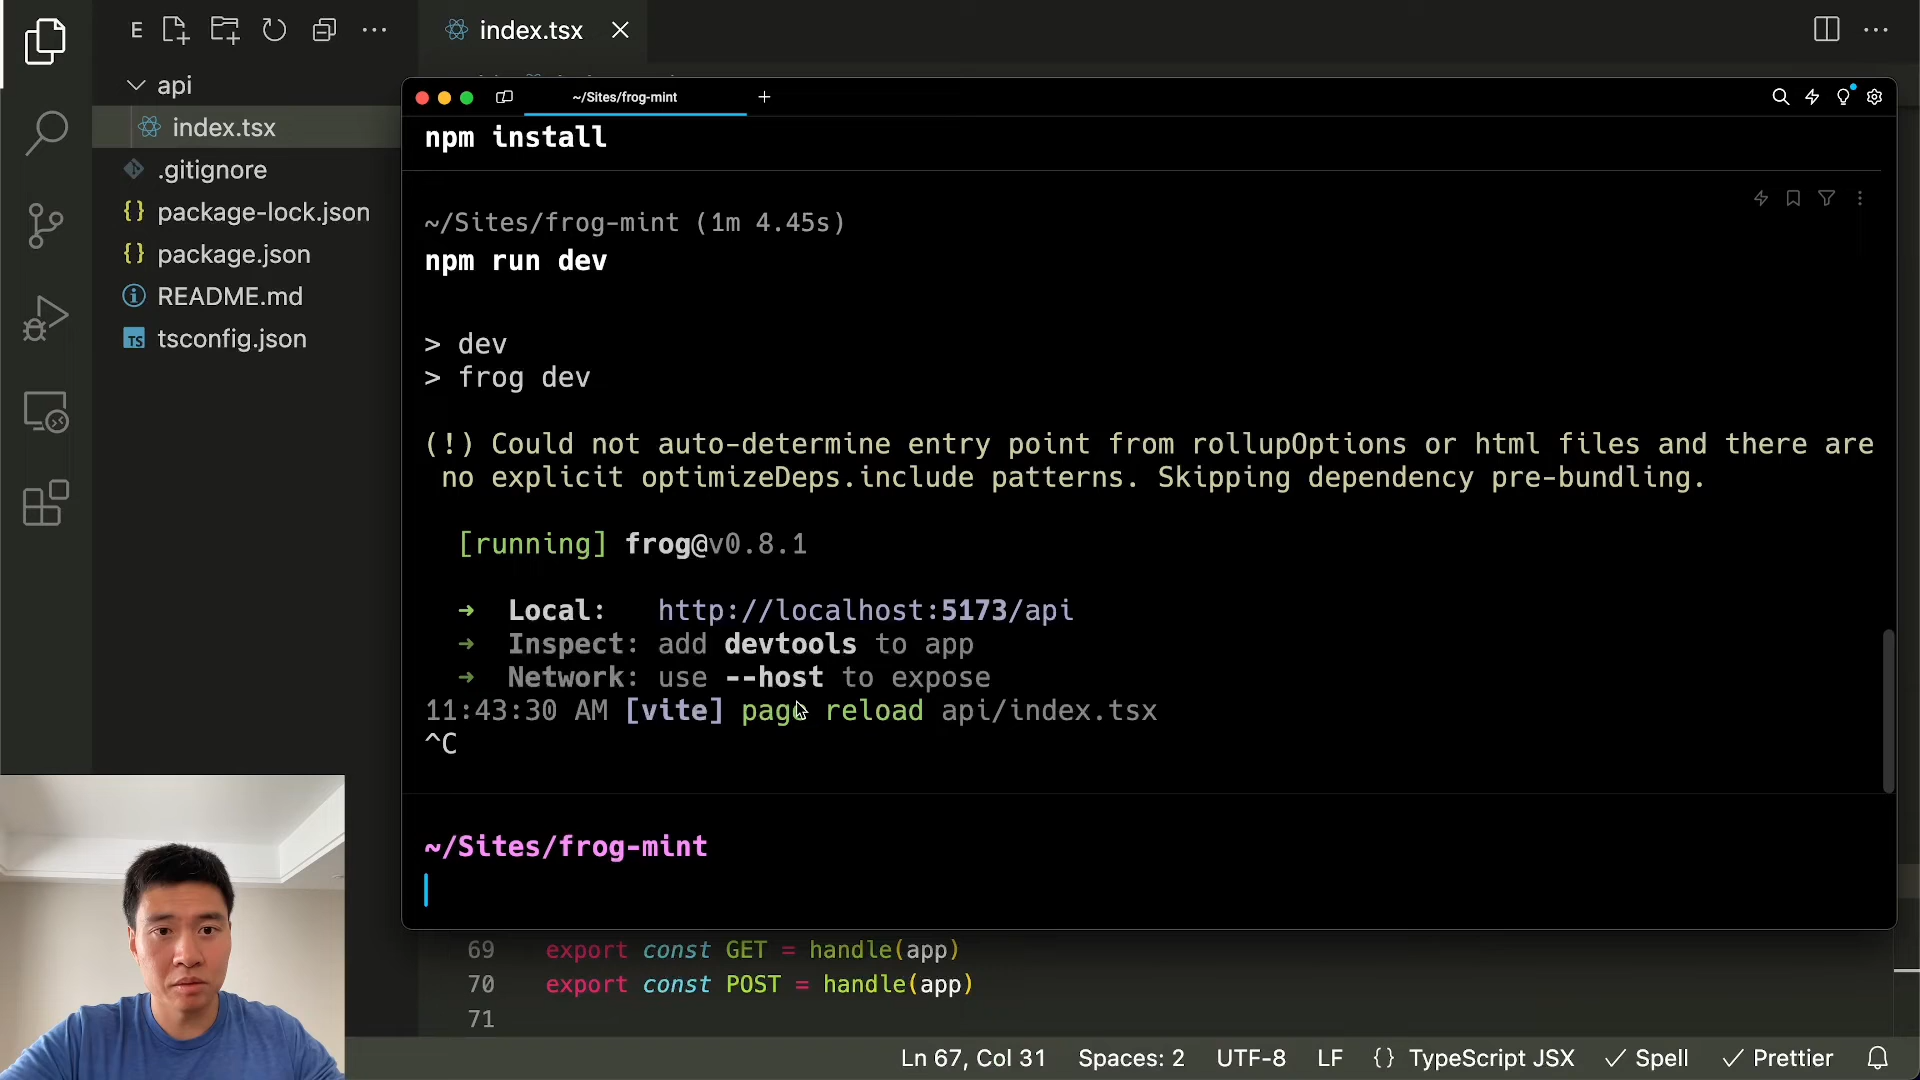 E
index.tsx
api
index.tsx
.gitignore
package-lock.json
package.json
README.md
tsconfig.json
~/Sites/frog-mint
npm install
~/Sites/frog-mint (1m 4.45s)
npm run dev
> dev
> frog dev
(!) Could not auto-determine entry point from rollupOptions or html files and there are
no explicit optimizeDeps.include patterns. Skipping dependency pre-bundling.
[running] frog@v0.8.1
➜ Local: http://localhost:5173/api
➜ Inspect: add devtools to app
➜ Network: use --host to expose
11:43:30 AM [vite] page reload api/index.tsx
^C
~/Sites/frog-mint
69 export const GET = handle(app)
70 export const POST = handle(app)
71
Ln 67, Col 31 Spaces: 2 UTF-8 LF {} TypeScript JSX ✓ Spell ✓ Prettier